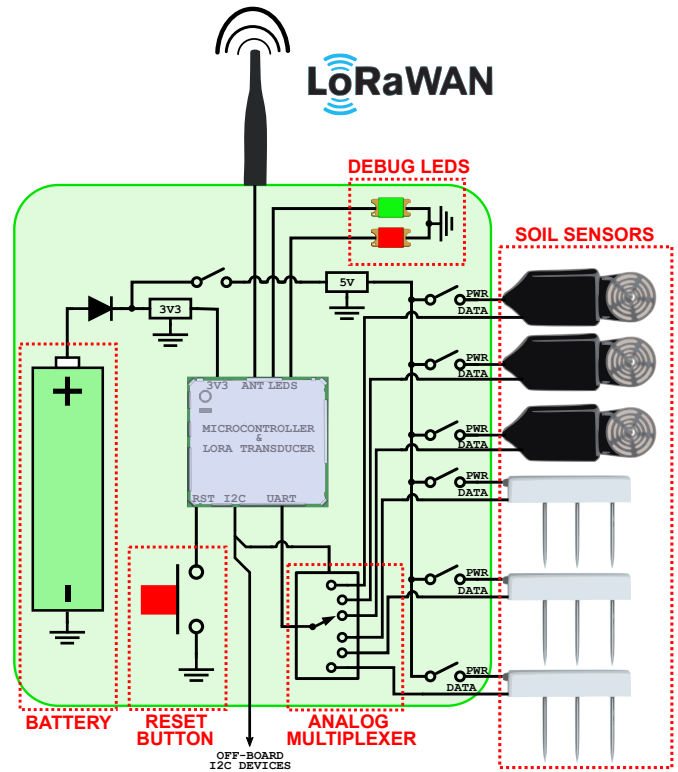 LoRaWAN
DEBUG LEDS
SOIL SENSORS
5V
PWR
DATA
3V3
PWR
DATA
3V3 ANT LEDS
MICROCONTROLLER
&
LORA TRANSDUCER
PWR
DATA
RST I2C UART
PWR
DATA
PWR
DATA
PWR
DATA
BATTERY
RESET
BUTTON
ANALOG
MULTIPLEXER
OFF-BOARD
I2C DEVICES